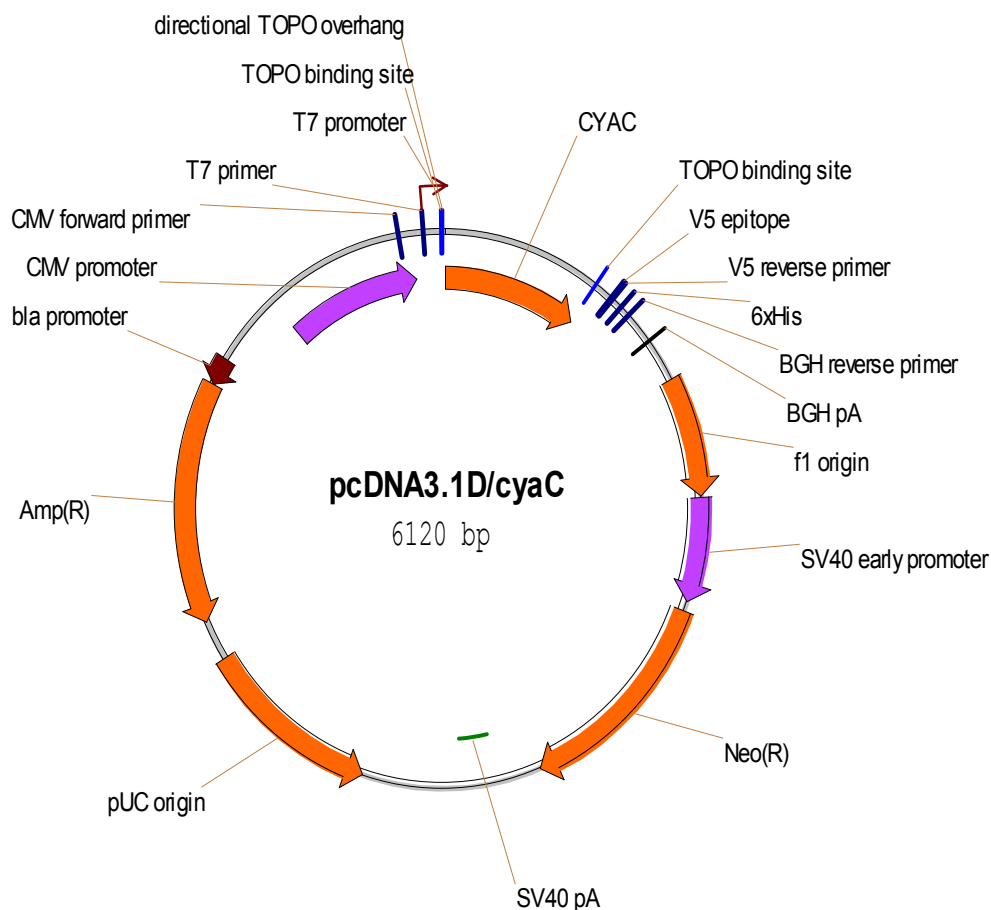 directional TOPO overhang
TOPO binding site
T7 promoter
CYAC
T7 primer
TOPO binding site
CMV forward primer
V5 epitope
CMV promoter
V5 reverse primer
bla promoter
6xHis
BGH reverse primer
BGH pA
f1 origin
pcDNA3.1D/cyaC
6120 bp
Amp(R)
SV40 early promoter
Neo(R)
pUC origin
SV40 pA